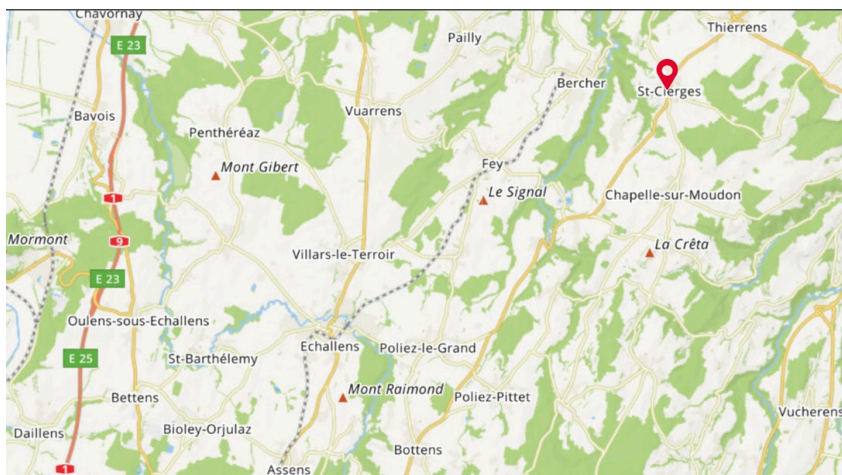 Chavornay
E 23
Thierrens
Pailly
Bercher
St-Cierges
Vuarrens
Bavois
Penthéréaz
Mont Gibert
Fey
Le Signal
Chapelle-sur-Moudon
1
Mormont
9
La Crêta
Villars-le-Terroir
E 23
Oulens-sous-Echallens
Echallens
Poliez-le-Grand
E 25
St-Barthélemy
Mont Raimond
Bettens
Poliez-Pittet
Vucherens
Bioley-Orjulaz
Daillens
Bottens
1
Assens